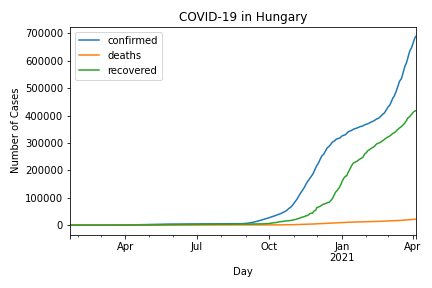 COVID-19 in Hungary
confirmed
deaths
recovered
700000
600000
500000
400000
300000
200000
100000
0
Number of Cases
Apr
Jul
Oct
Jan
2021
Apr
Day